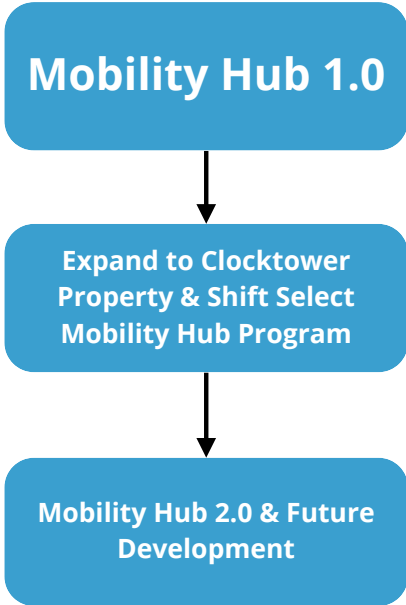 Mobility Hub 1.0
Expand to Clocktower
Property & Shift Select
Mobility Hub Program
Mobility Hub 2.0 & Future
Development